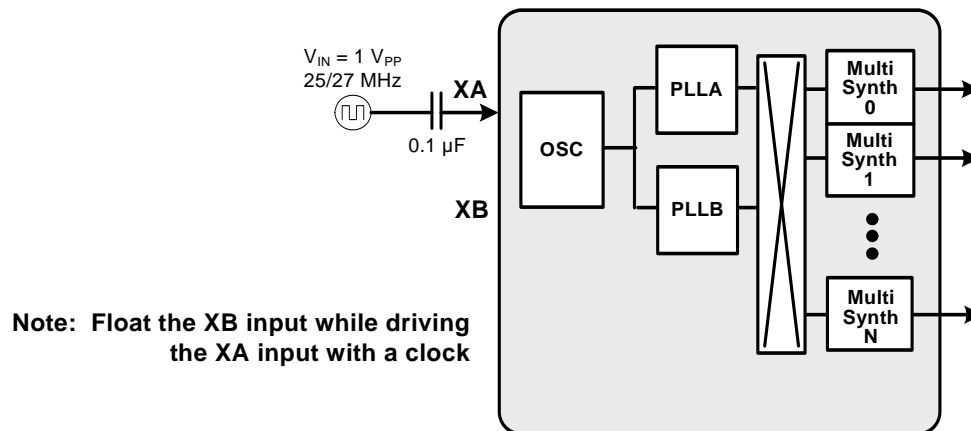 V_IN = 1 V_PP
25/27 MHz
XA
0.1 µF
XB
OSC
PLLA
PLLB
Multi
Synth
0
Multi
Synth
1
Multi
Synth
N
Note: Float the XB input while driving
the XA input with a clock